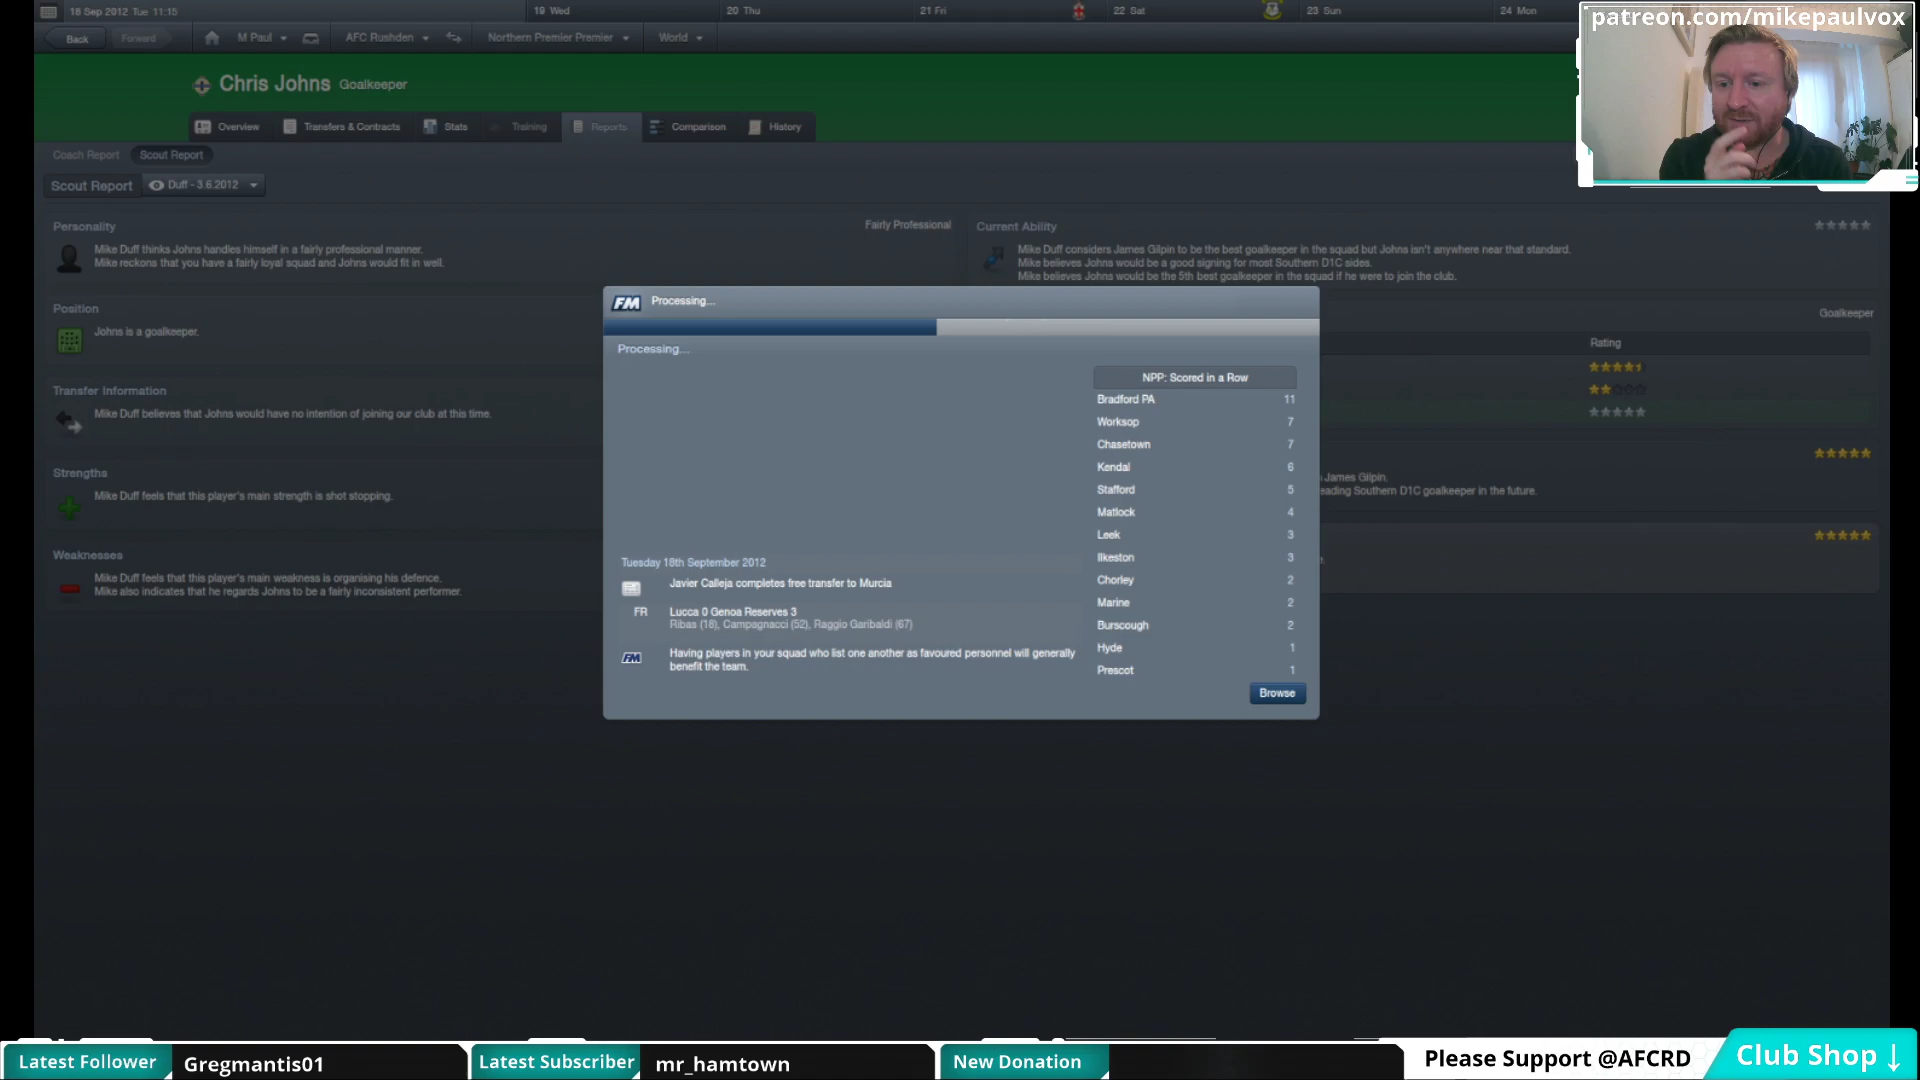 18 Sep 2012 Tue 11:15
19 Wed
20 Thu
21 Fri
22 Sat
23 Sun
24 Mon
patreon.com/mikepaulvox
Back
Forward
M Paul
AFC Rushden
Northern Premier Premier
World
Chris Johns Goalkeeper
Overview
Transfers & Contracts
Stats
Training
Reports
Comparison
History
Coach Report
Scout Report
Scout Report
Duff - 3.6.2012
Personality
Fairly Professional
Mike Duff thinks Johns handles himself in a fairly professional manner.
Mike reckons that you have a fairly loyal squad and Johns would fit in well.
Current Ability
Mike Duff considers James Gilpin to be the best goalkeeper in the squad but Johns isn't anywhere near that standard.
Mike believes Johns would be a good signing for most Southern D1C sides.
Mike believes Johns would be the 5th best goalkeeper in the squad if he were to join the club.
Position
Johns is a goalkeeper.
Goalkeeper
Rating
Transfer Information
Mike Duff believes that Johns would have no intention of joining our club at this time.
Strengths
Mike Duff feels that this player's main strength is shot stopping.
James Gilpin.
eading Southern D1C goalkeeper in the future.
Weaknesses
Mike Duff feels that this player's main weakness is organising his defence.
Mike also indicates that he regards Johns to be a fairly inconsistent performer.
FM Processing...
Processing...
NPP: Scored in a Row
Bradford PA 11
Worksop 7
Chasetown 7
Kendal 6
Stafford 5
Matlock 4
Leek 3
Ilkeston 3
Chorley 2
Marine 2
Burscough 2
Hyde 1
Prescot 1
Tuesday 18th September 2012
Javier Calleja completes free transfer to Murcia
FR Lucca 0 Genoa Reserves 3
Ribas (18), Campagnacci (52), Raggio Garibaldi (67)
FM Having players in your squad who list one another as favoured personnel will generally
benefit the team.
Browse
Latest Follower
Gregmantis01
Latest Subscriber
mr_hamtown
New Donation
Please Support @AFCRD
Club Shop ↓